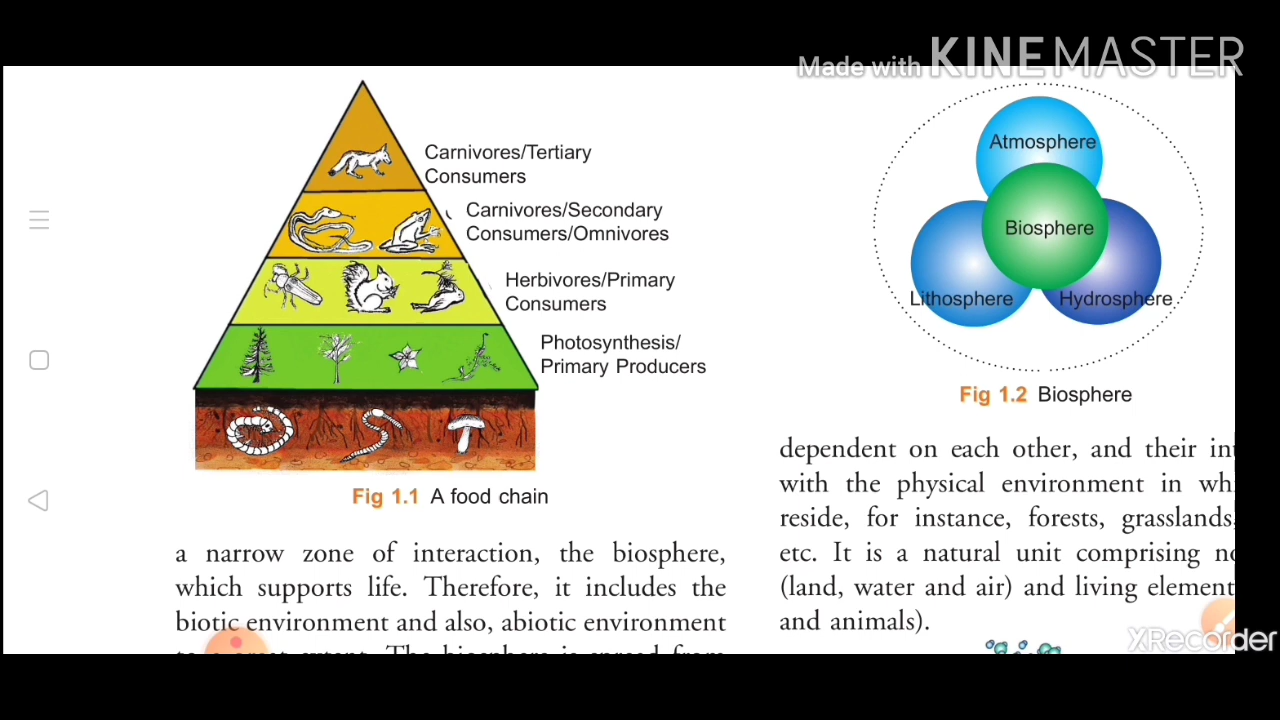 Made with KINEMASTER
Carnivores/Tertiary
Consumers
Carnivores/Secondary
Consumers/Omnivores
Herbivores/Primary
Consumers
Photosynthesis/
Primary Producers
Fig 1.1 A food chain
a narrow zone of interaction, the biosphere,
which supports life. Therefore, it includes the
biotic environment and also, abiotic environment
Atmosphere
Biosphere
Lithosphere
Hydrosphere
Fig 1.2 Biosphere
dependent on each other, and their
with the physical environment in
reside, for instance, forests, grasslands,
etc. It is a natural unit comprising
(land, water and air) and living
and animals).
XRecorder